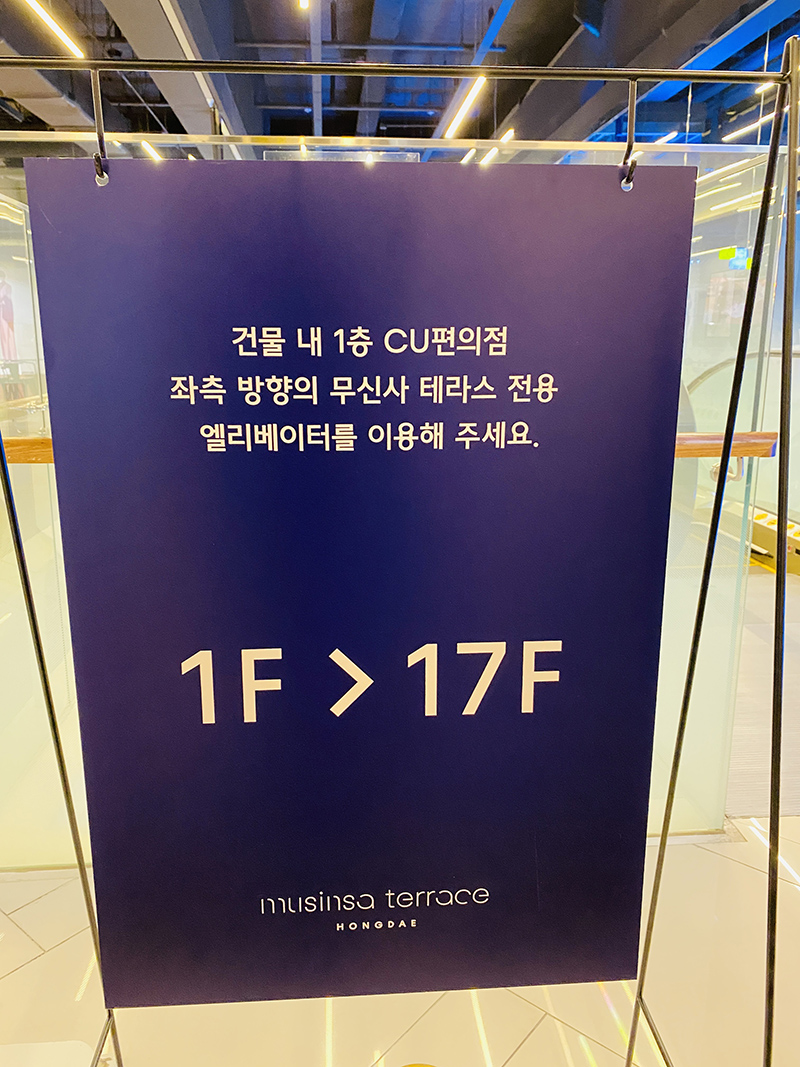 건물 내 1층 CU편의점
좌측 방향의 무신사 테라스 전용
엘리베이터를 이용해 주세요.
1F > 17F
musinsa terrace
HONGDAE